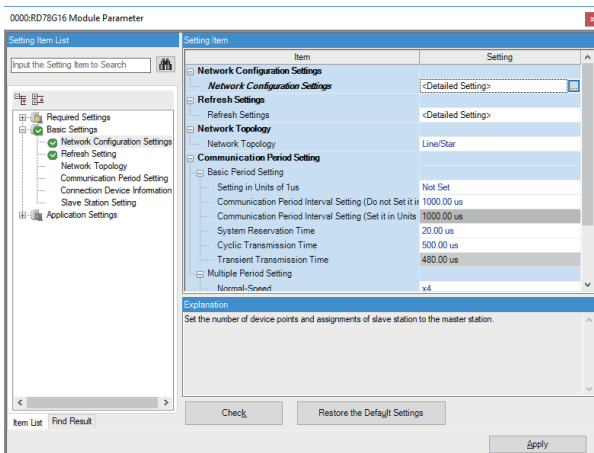 0000:RD78G16 Module Parameter
Setting Item List
Input the Setting Item to Search
Required Settings
Basic Settings
Network Configuration Settings
Refresh Setting
Network Topology
Communication Period Setting
Connection Device Information
Slave Station Setting
Application Settings
Item List Find Result
Setting Item
Item Setting
Network Configuration Settings
Network Configuration Settings <Detailed Setting>
Refresh Settings
Refresh Settings <Detailed Setting>
Network Topology
Network Topology Line/Star
Communication Period Setting
Basic Period Setting
Setting in Units of 1us Not Set
Communication Period Interval Setting (Do not Set it ir 1000.00 us
Communication Period Interval Setting (Set it in Units 1000.00 us
System Reservation Time 20.00 us
Cyclic Transmission Time 500.00 us
Transient Transmission Time 480.00 us
Multiple Period Setting
Normal-Speed x4
Explanation
Set the number of device points and assignments of slave station to the master station.
Check Restore the Default Settings
Apply